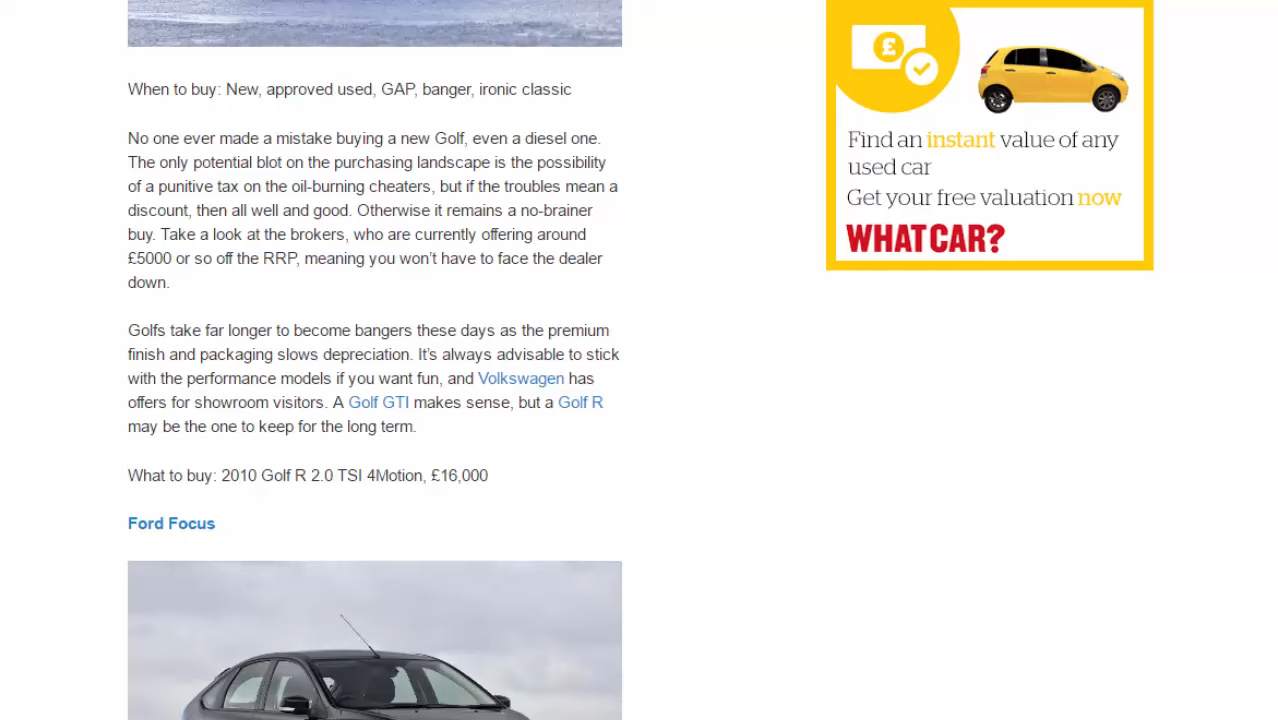 When to buy: New, approved used, GAP, banger, ironic classic
No one ever made a mistake buying a new Golf, even a diesel one.
The only potential blot on the purchasing landscape is the possibility
of a punitive tax on the oil-burning cheaters, but if the troubles mean a
discount, then all well and good. Otherwise it remains a no-brainer
buy. Take a look at the brokers, who are currently offering around
£5000 or so off the RRP, meaning you won’t have to face the dealer
down.
Golfs take far longer to become bangers these days as the premium
finish and packaging slows depreciation. It’s always advisable to stick
with the performance models if you want fun, and Volkswagen has
offers for showroom visitors. A Golf GTI makes sense, but a Golf R
may be the one to keep for the long term.
What to buy: 2010 Golf R 2.0 TSI 4Motion, £16,000
Ford Focus
£
Find an instant value of any
used car
Get your free valuation now
WHAT CAR?